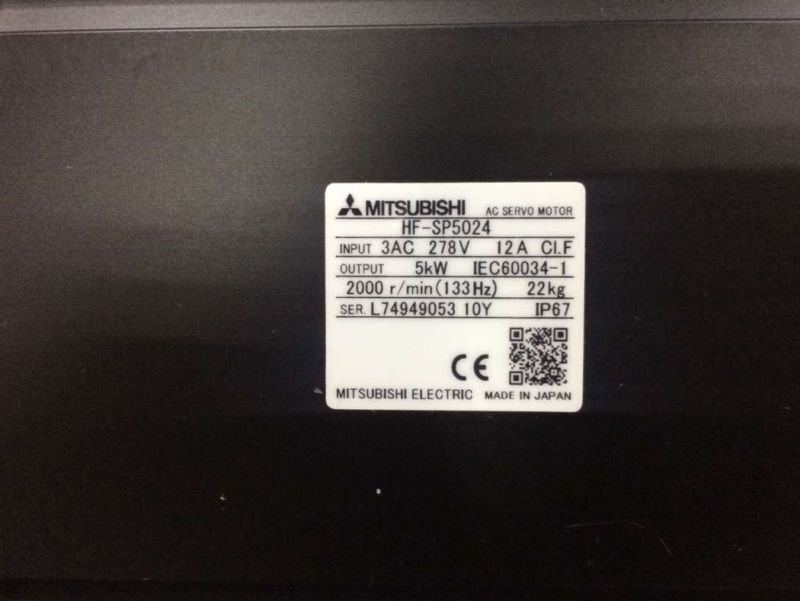 MITSUBISHI AC SERVO MOTOR
HF-SP5024
INPUT 3AC 278V 12A Cl.F
OUTPUT 5kW IEC60034-1
2000 r/min(133Hz) 22kg
SER. L74949053 10Y IP67
CE
MITSUBISHI ELECTRIC MADE IN JAPAN